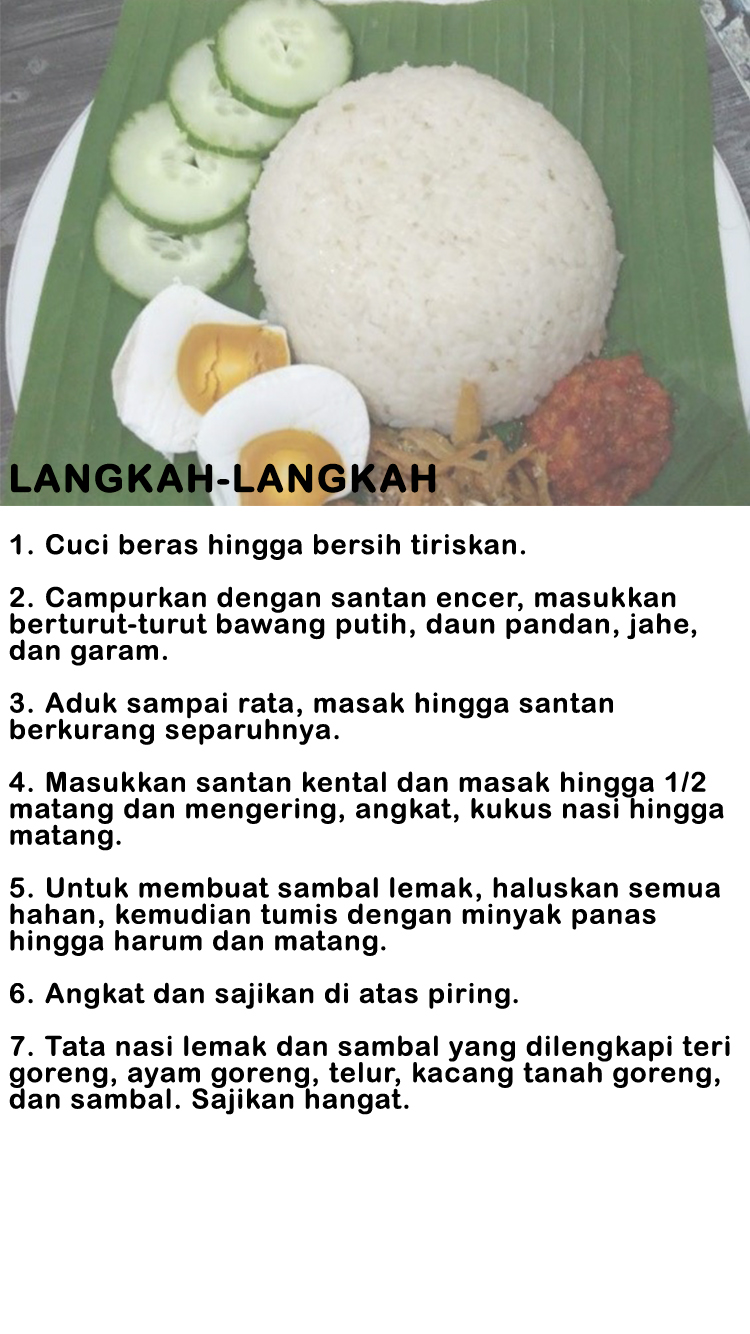 LANGKAH-LANGKAH
1. Cuci beras hingga bersih tiriskan.
2. Campurkan dengan santan encer, masukkan
berturut-turut bawang putih, daun pandan, jahe,
dan garam.
3. Aduk sampai rata, masak hingga santan
berkurang separuhnya.
4. Masukkan santan kental dan masak hingga 1/2
matang dan mengering, angkat, kukus nasi hingga
matang.
5. Untuk membuat sambal lemak, haluskan semua
hahan, kemudian tumis dengan minyak panas
hingga harum dan matang.
6. Angkat dan sajikan di atas piring.
7. Tata nasi lemak dan sambal yang dilengkapi teri
goreng, ayam goreng, telur, kacang tanah goreng,
dan sambal. Sajikan hangat.